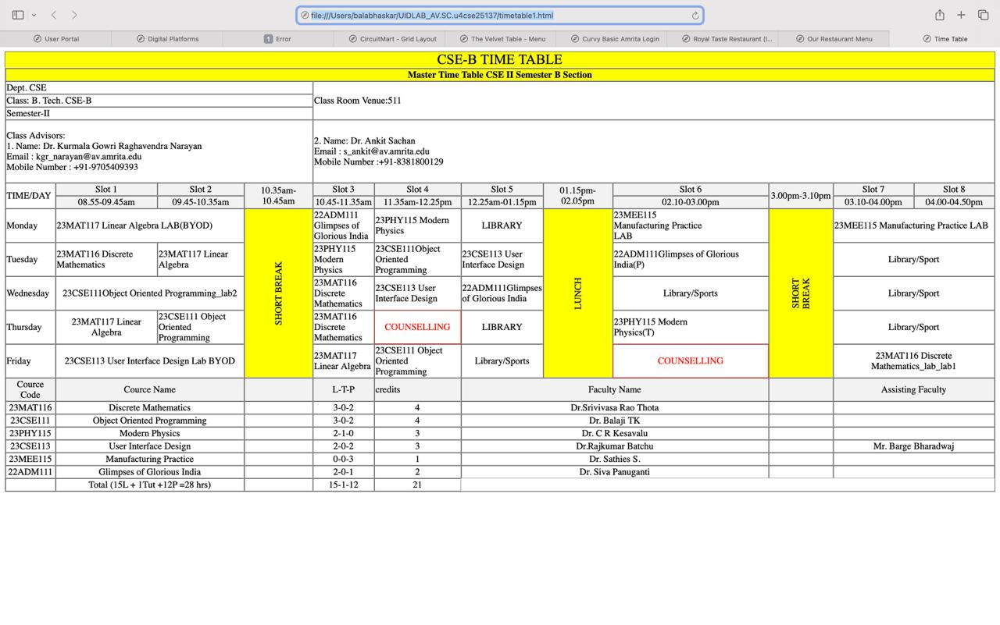 file:///Users/balabhaskar/UIDLAB_AV.SC.u4cse25137/timetable1.html
User Portal
Digital Platforms
1 Error
CircuitMart - Grid Layout
The Velvet Table - Menu
Curvy Basic Amrita Login
Royal Taste Restaurant (I...
Our Restaurant Menu
Time Table
CSE-B TIME TABLE
Master Time Table CSE II Semester B Section
Dept. CSE
Class: B. Tech. CSE-B
Semester-II
Class Room Venue:511
Class Advisors:
1. Name: Dr. Kurmala Gowri Raghavendra Narayan
Email : kgr_narayan@av.amrita.edu
Mobile Number : +91-9705409393
2. Name: Dr. Ankit Sachan
Email : s_ankit@av.amrita.edu
Mobile Number :+91-8381800129
TIME/DAY
Slot 1
Slot 2
10.35am-
10.45am
Slot 3
Slot 4
Slot 5
01.15pm-
02.05pm
Slot 6
3.00pm-3.10pm
Slot 7
Slot 8
08.55-09.45am
09.45-10.35am
10.45-11.35am
11.35am-12.25pm
12.25am-01.15pm
02.10-03.00pm
03.10-04.00pm
04.00-04.50pm
Monday
23MAT117 Linear Algebra LAB(BYOD)
SHORT BREAK
22ADM111
Glimpses of
Glorious India
23PHY115 Modern
Physics
LIBRARY
LUNCH
23MEE115
Manufacturing Practice
LAB
SHORT
BREAK
23MEE115 Manufacturing Practice LAB
Tuesday
23MAT116 Discrete
Mathematics
23MAT117 Linear
Algebra
23PHY115
Modern
Physics
23CSE111Object
Oriented
Programming
23CSE113 User
Interface Design
22ADM111Glimpses of Glorious
India(P)
Library/Sport
Wednesday
23CSE111Object Oriented Programming_lab2
23MAT116
Discrete
Mathematics
23CSE113 User
Interface Design
22ADM111Glimpses
of Glorious India
Library/Sports
Library/Sport
Thursday
23MAT117 Linear
Algebra
23CSE111 Object
Oriented
Programming
23MAT116
Discrete
Mathematics
COUNSELLING
LIBRARY
23PHY115 Modern
Physics(T)
Library/Sport
Friday
23CSE113 User Interface Design Lab BYOD
23MAT117
Linear Algebra
23CSE111 Object
Oriented
Programming
Library/Sports
COUNSELLING
23MAT116 Discrete
Mathematics_lab_lab1
Cource
Code
Cource Name
L-T-P
credits
Faculty Name
Assisting Faculty
23MAT116
Discrete Mathematics
3-0-2
4
Dr.Srivivasa Rao Thota
23CSE111
Object Oriented Programming
3-0-2
4
Dr. Balaji TK
23PHY115
Modern Physics
2-1-0
3
Dr. C R Kesavalu
23CSE113
User Interface Design
2-0-2
3
Dr.Rajkumar Batchu
Mr. Barge Bharadwaj
23MEE115
Manufacturing Practice
0-0-3
1
Dr. Sathies S.
22ADM111
Glimpses of Glorious India
2-0-1
2
Dr. Siva Panuganti
Total (15L + 1Tut +12P =28 hrs)
15-1-12
21